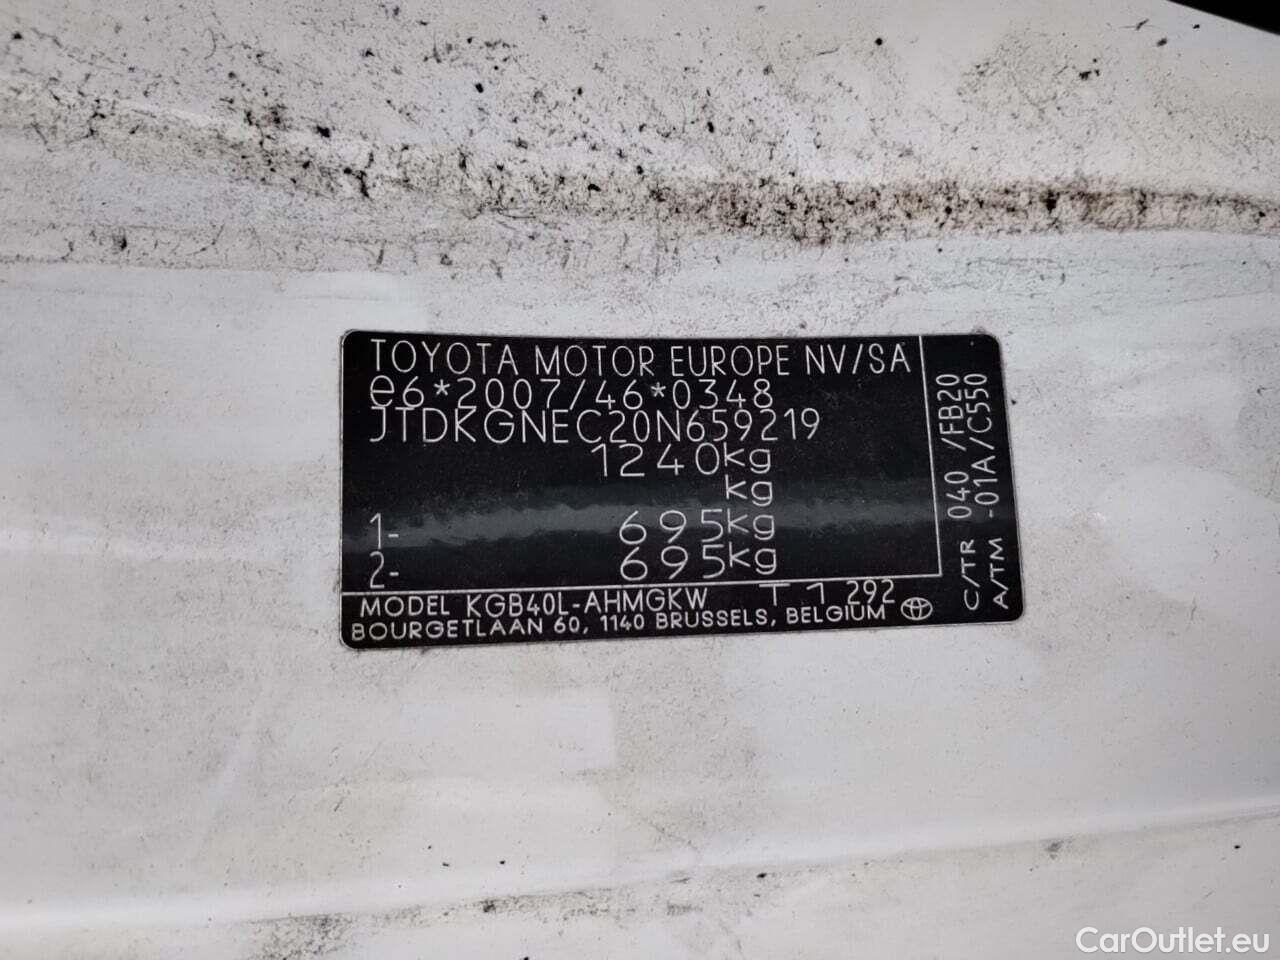 TOYOTA MOTOR EUROPE NV/SA
e6*2007/46*0348
JTDKGNEC20N659219
1240kg
kg
1- 695kg
2- 695kg
MODEL KGB40L-AHMGKW T1 292
BOURGETLAAN 60, 1140 BRUSSELS, BELGIUM
C/TR 040 /FB20
A/TM -01A/C550
CarOutlet.eu